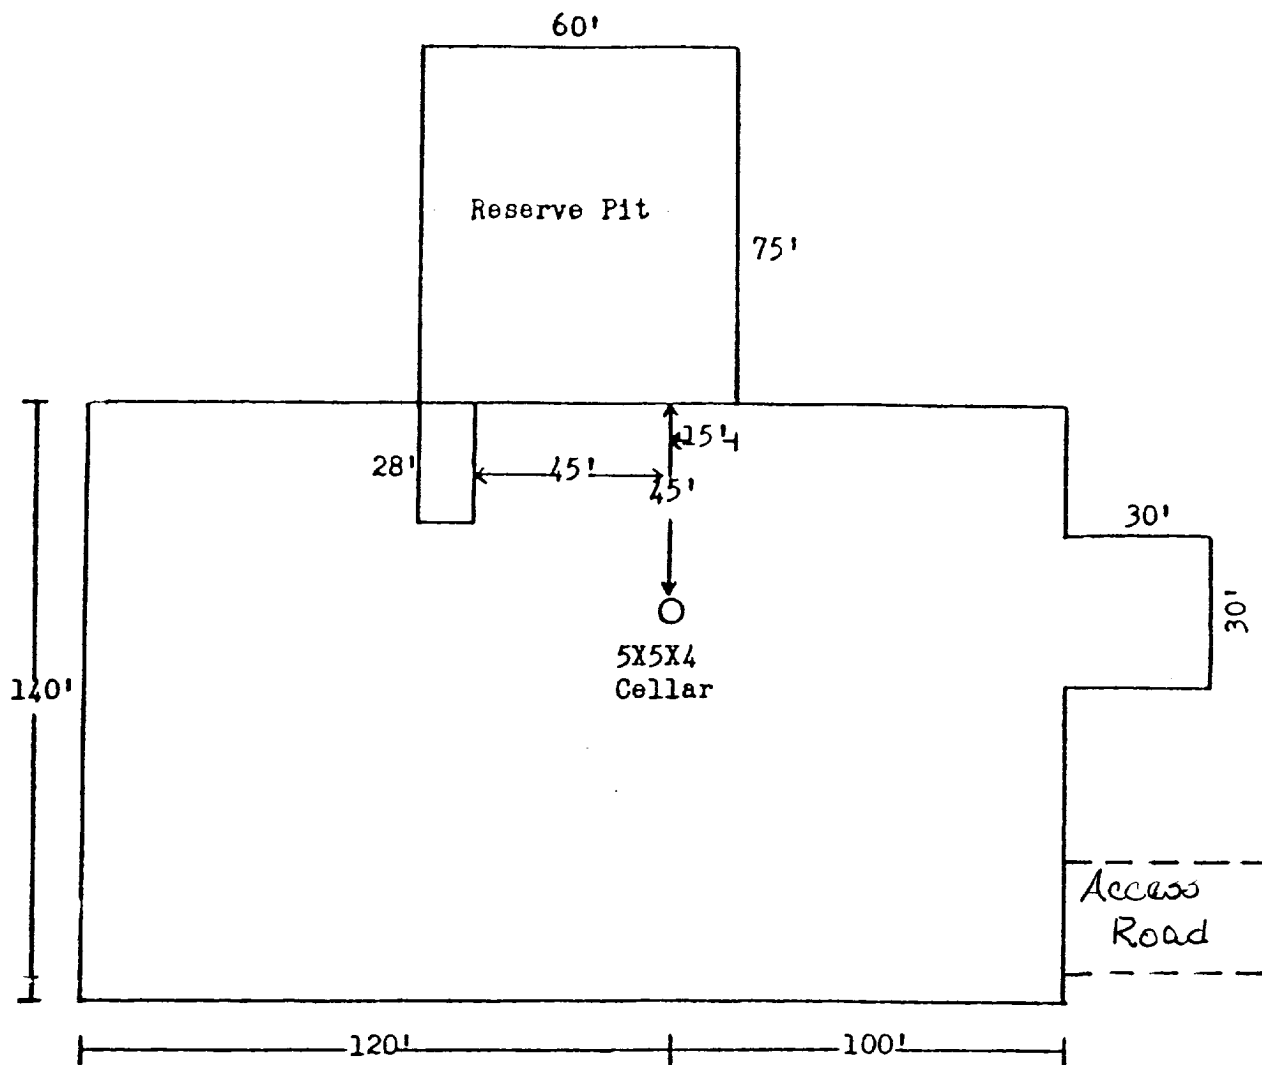 60'
Reserve Pit
75'
15'
28'
45'
45'
30'
30'
5X5X4
Cellar
140'
Access
Road
120'
100'